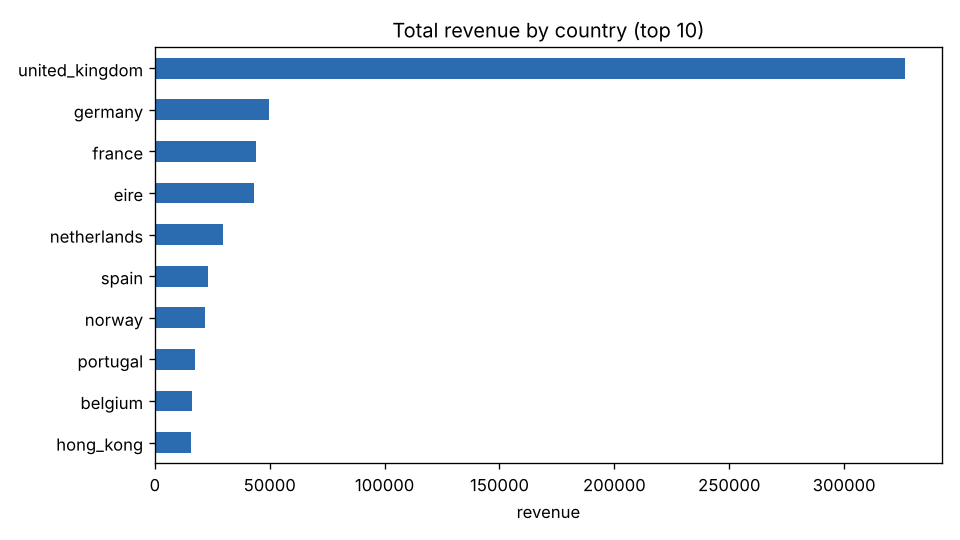 Total revenue by country (top 10)
united_kingdom
germany
france
eire
netherlands
spain
norway
portugal
belgium
hong_kong
0 50000 100000 150000 200000 250000 300000
revenue